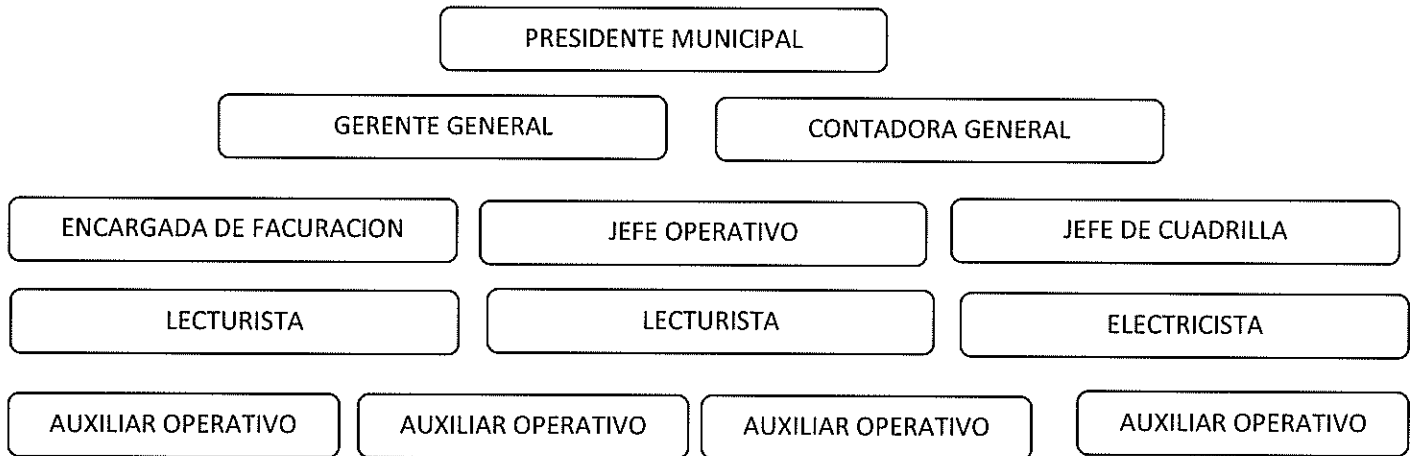 PRESIDENTE MUNICIPAL
GERENTE GENERAL
CONTADORA GENERAL
ENCARGADA DE FACURACION
JEFE OPERATIVO
JEFE DE CUADRILLA
LECTURISTA
LECTURISTA
ELECTRICISTA
AUXILIAR OPERATIVO
AUXILIAR OPERATIVO
AUXILIAR OPERATIVO
AUXILIAR OPERATIVO